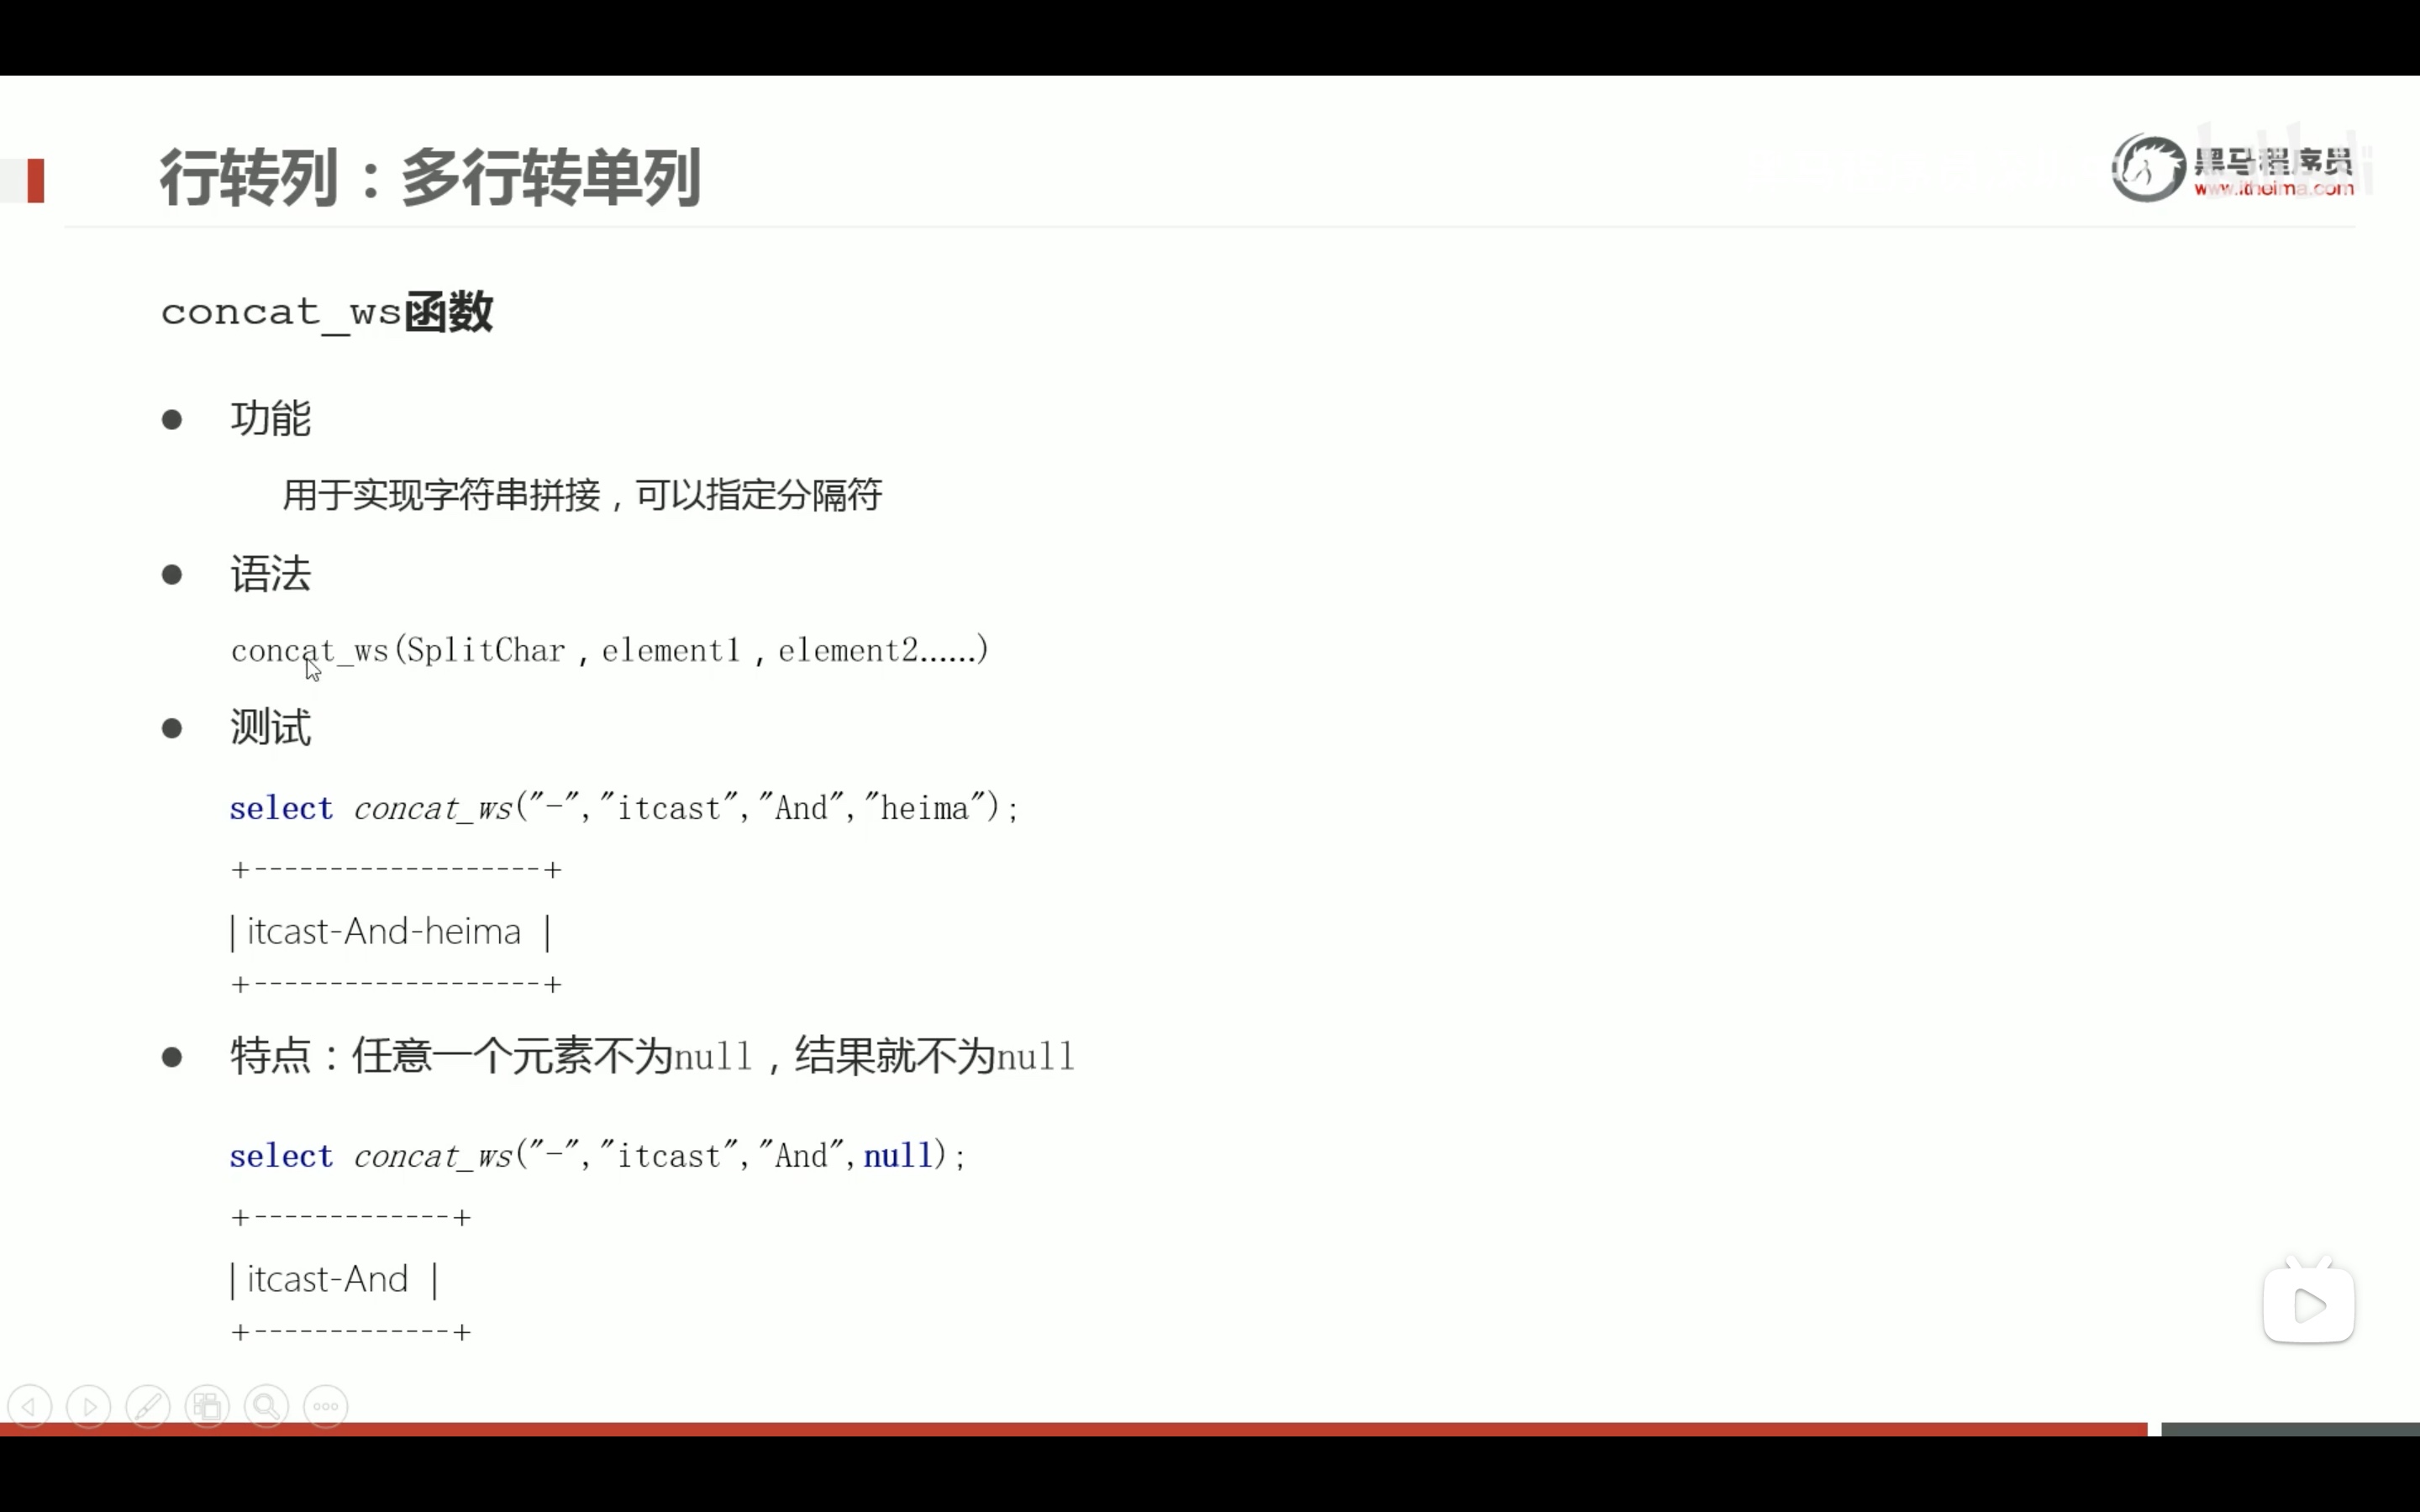 行转列：多行转单列
黑马程序员
www.itheima.com
concat_ws函数
● 功能
用于实现字符串拼接，可以指定分隔符
● 语法
concat_ws(SplitChar，element1，element2……)
● 测试
select concat_ws("-","itcast","And","heima");
+------------------+
| itcast-And-heima |
+------------------+
● 特点：任意一个元素不为null，结果就不为null
select concat_ws("-","itcast","And",null);
+-------------+
| itcast-And |
+-------------+